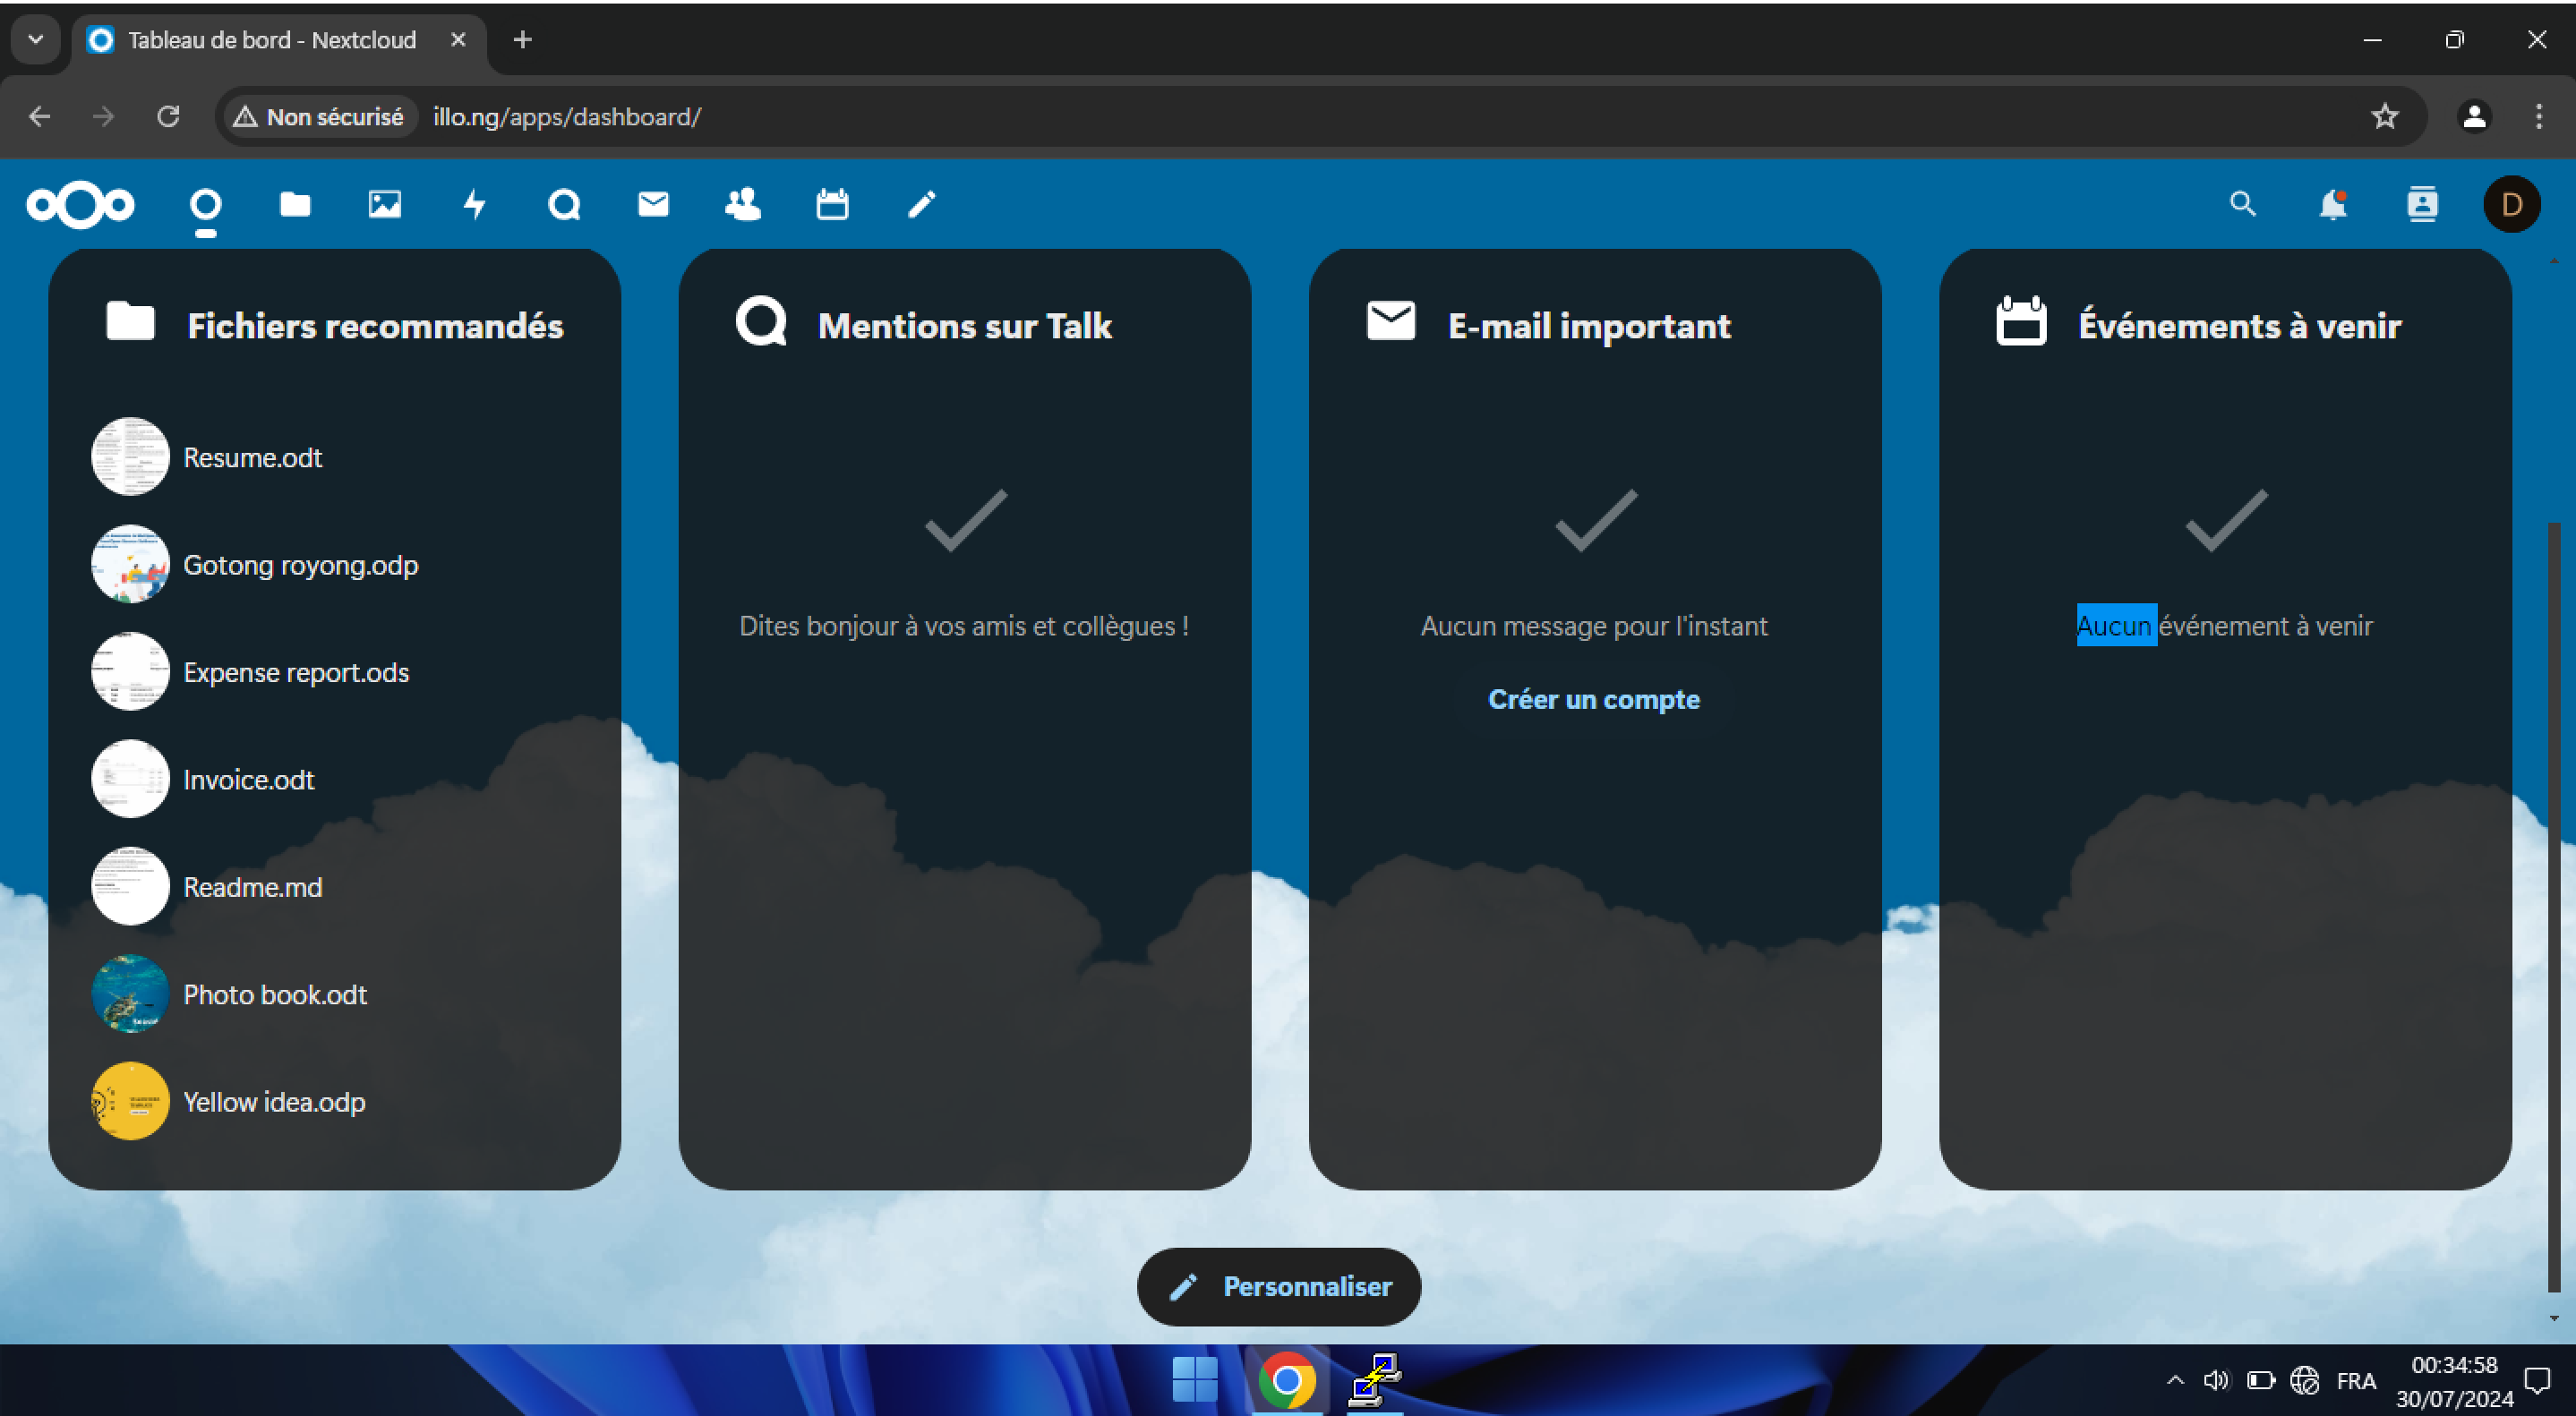 Tableau de bord - Nextcloud
Non sécurisé illo.ng/apps/dashboard/
D
Fichiers recommandés
Resume.odt
Gotong royong.odp
Expense report.ods
Invoice.odt
Readme.md
Photo book.odt
Yellow idea.odp
Mentions sur Talk
Dites bonjour à vos amis et collègues !
E-mail important
Aucun message pour l'instant
Créer un compte
Événements à venir
Aucun événement à venir
Personnaliser
FRA
00:34:58
30/07/2024